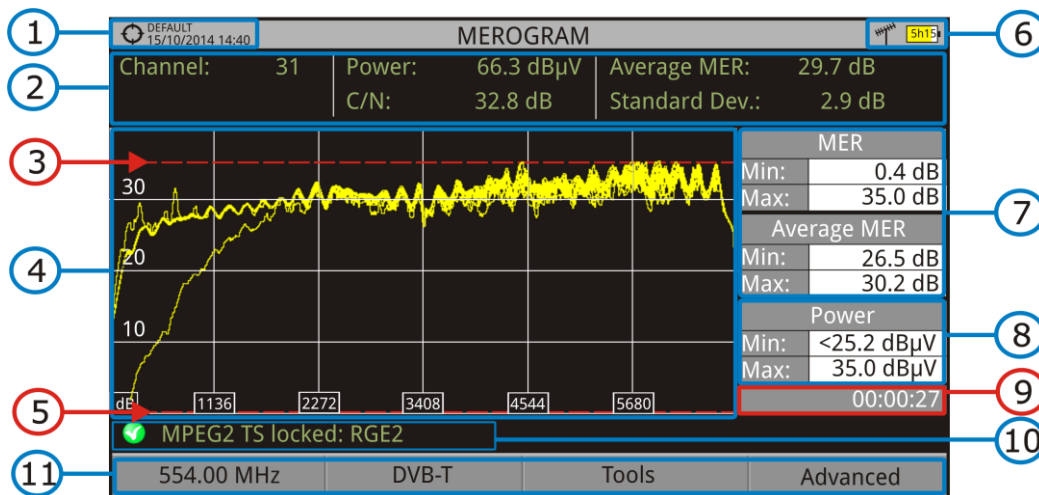 1
DEFAULT
15/10/2014 14:40
MEROGRAM
5h15
6
2
Channel: 31
Power: 66.3 dBµV
Average MER: 29.7 dB
C/N: 32.8 dB
Standard Dev.: 2.9 dB
3
4
5
30
20
10
dB
1136
2272
3408
4544
5680
MER
Min: 0.4 dB
Max: 35.0 dB
Average MER
Min: 26.5 dB
Max: 30.2 dB
7
Power
Min: <25.2 dBµV
Max: 35.0 dBµV
8
00:00:27
9
MPEG2 TS locked: RGE2
10
11
554.00 MHz
DVB-T
Tools
Advanced